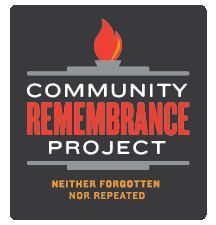 COMMUNITY
REMEMBRANCE
PROJECT
NEITHER FORGOTTEN
NOR REPEATED